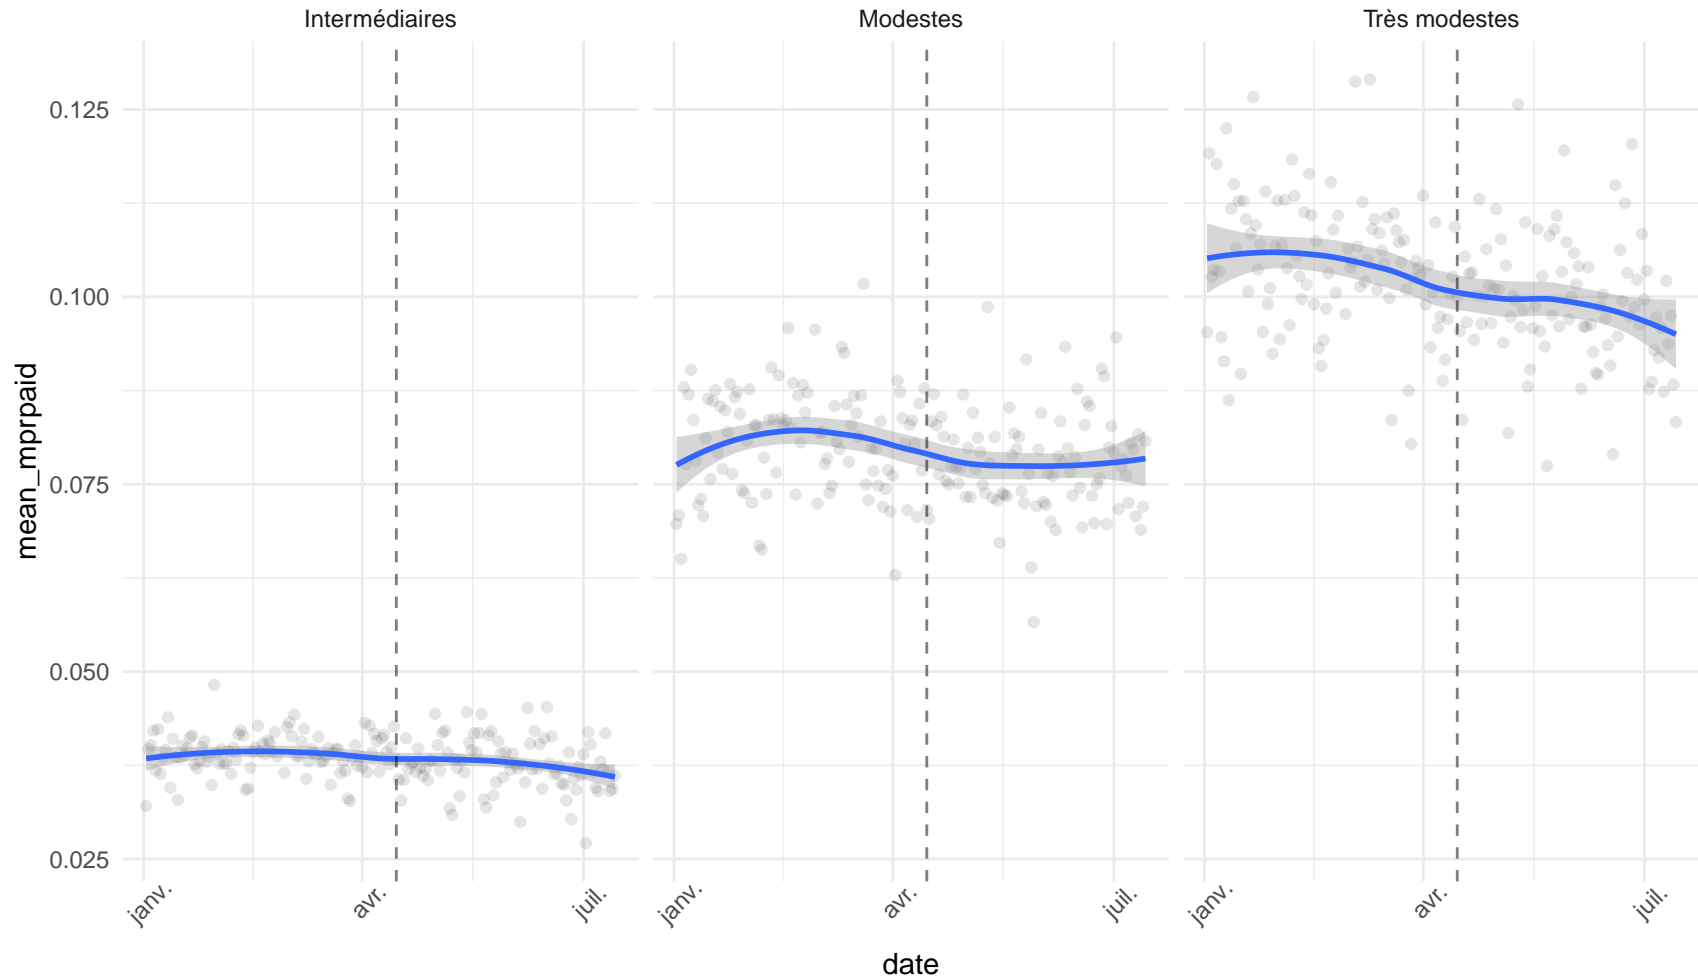 Intermédiaires
Modestes
Très modestes
mean_mprpaid
0.125
0.100
0.075
0.050
0.025
janv.
avr.
juil.
janv.
avr.
juil.
janv.
avr.
juil.
date